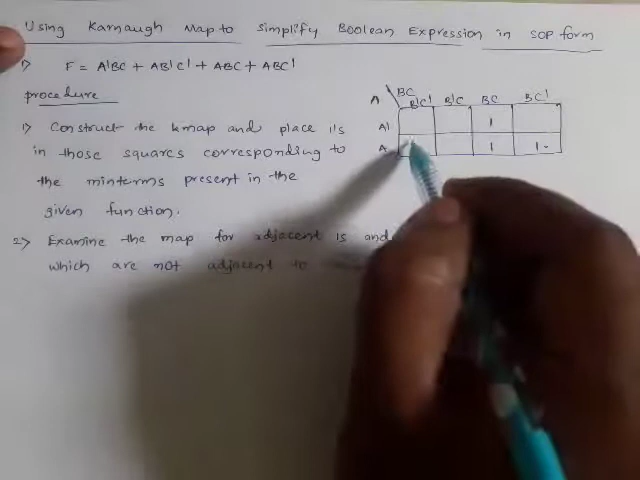 Using Karnaugh Map to Simplify Boolean Expression in SOP form
1) F = A'BC + AB'C' + ABC + ABC'
procedure
BC
A B'C' B'C BC BC'
1) Construct the kmap and place 1's
A' 1
in those squares corresponding to
A 1 1
the minterms present in the
given function.
2) Examine the map for adjacent 1s and
which are not adjacent to